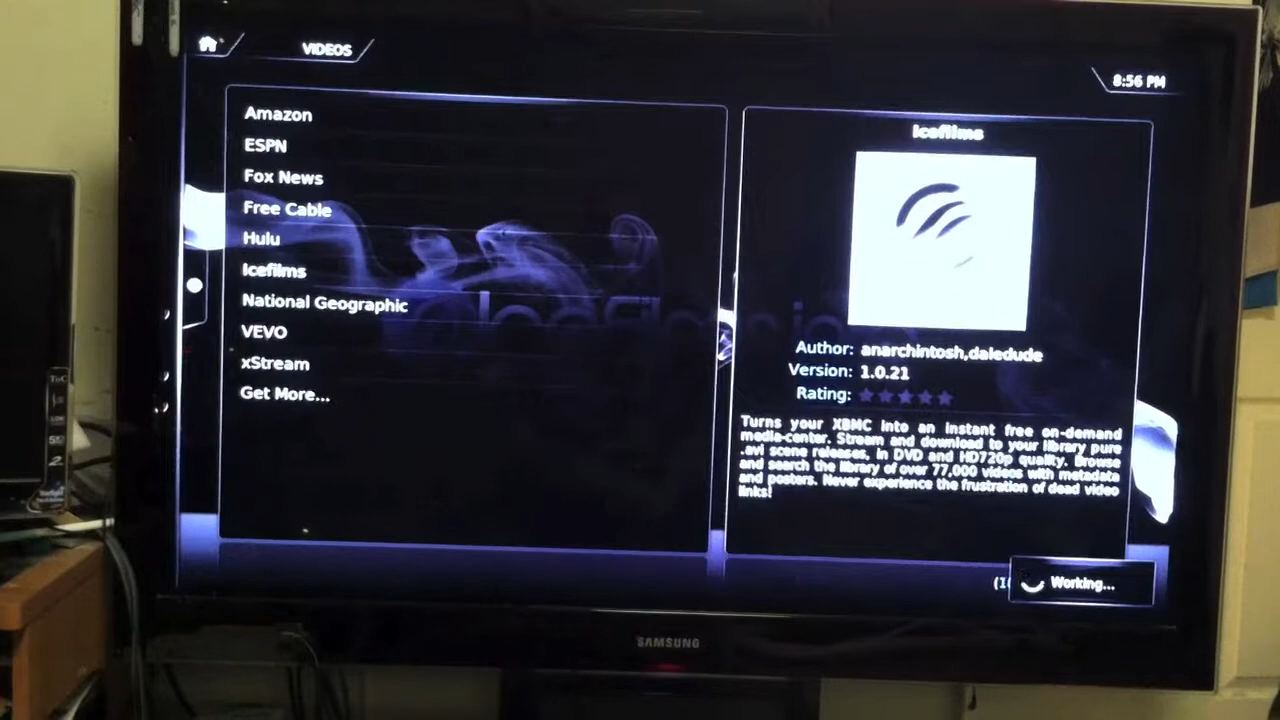 VIDEOS
8:56 PM
Amazon
ESPN
Fox News
Free Cable
Hulu
Icefilms
National Geographic
VEVO
xStream
Get More...
Icefilms
Author: anarchintosh,daledude
Version: 1.0.21
Rating:
Turns your XBMC into an instant free on-demand
media-center. Stream and download to your library pure
.avi scene releases, in DVD and HD720p quality. Browse
and search the library of over 77,000 videos with metadata
and posters. Never experience the frustration of dead video
links!
Working...
SAMSUNG